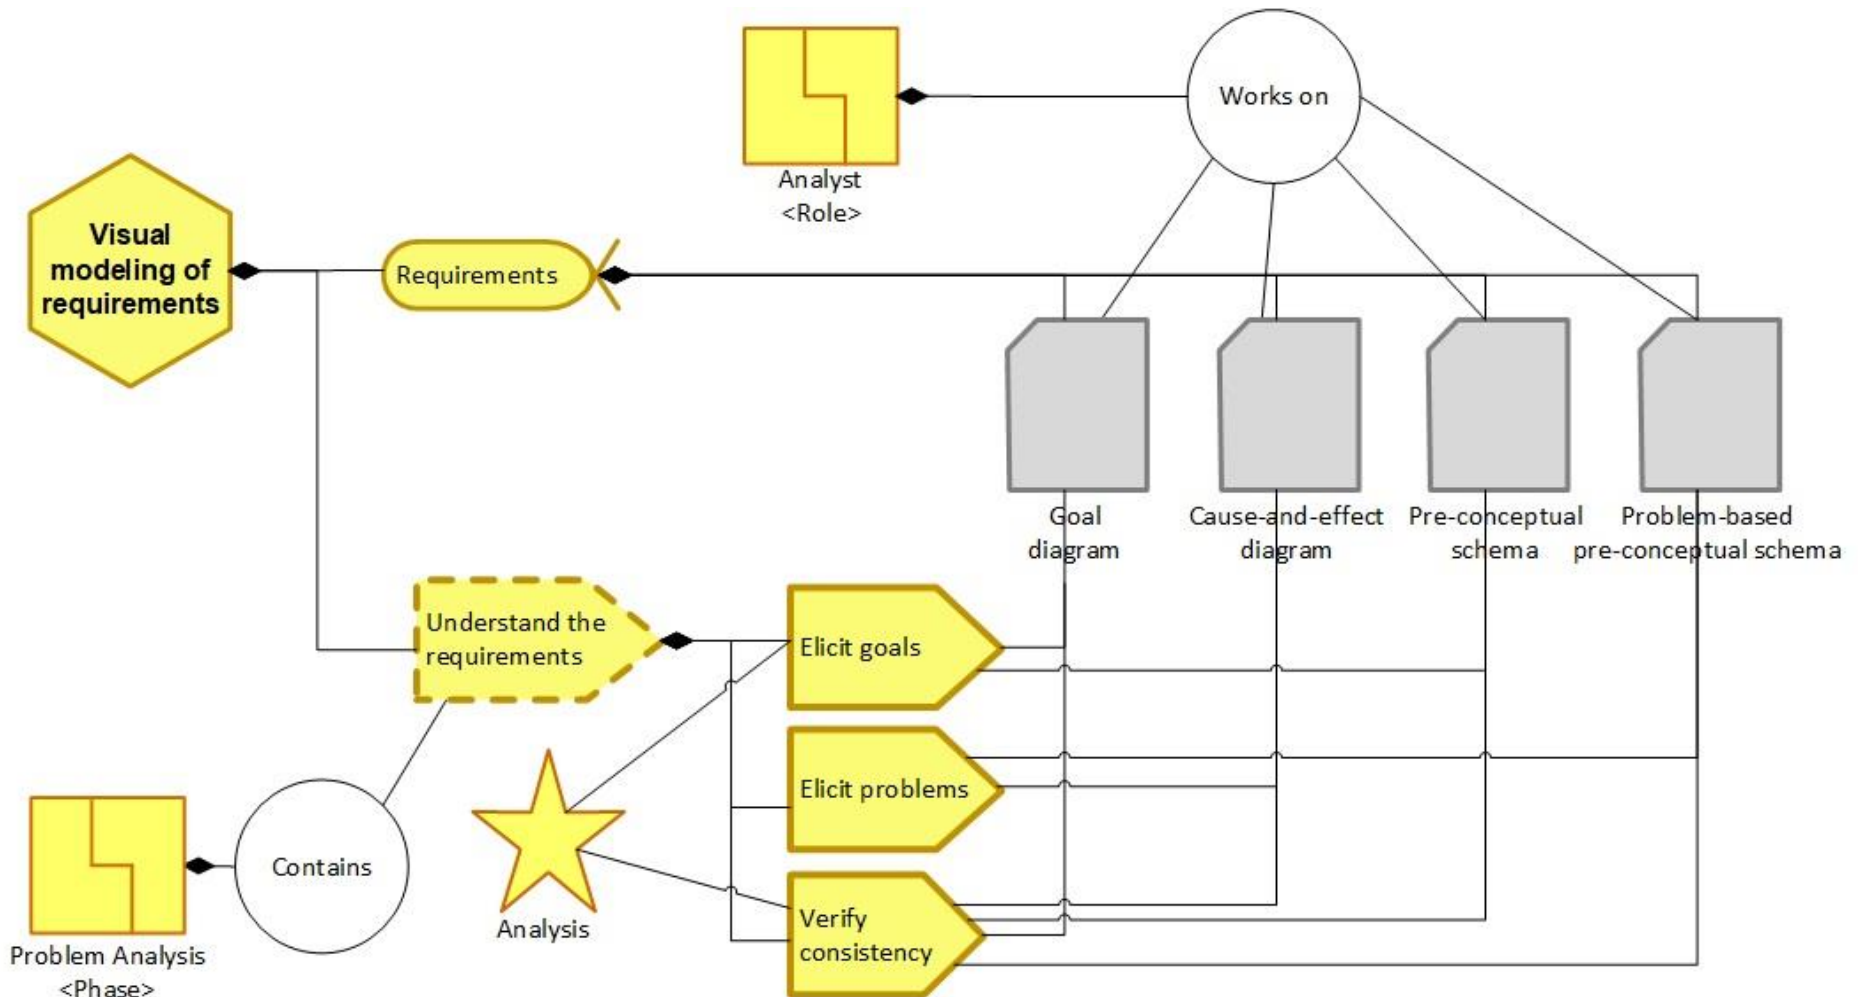 Works on
Analyst
<Role>
Visual
modeling of
requirements
Requirements
Goal
diagram
Cause-and-effect
diagram
Pre-conceptual
schema
Problem-based
pre-conceptual schema
Understand the
requirements
Elicit goals
Elicit problems
Verify
consistency
Contains
Analysis
Problem Analysis
<Phase>